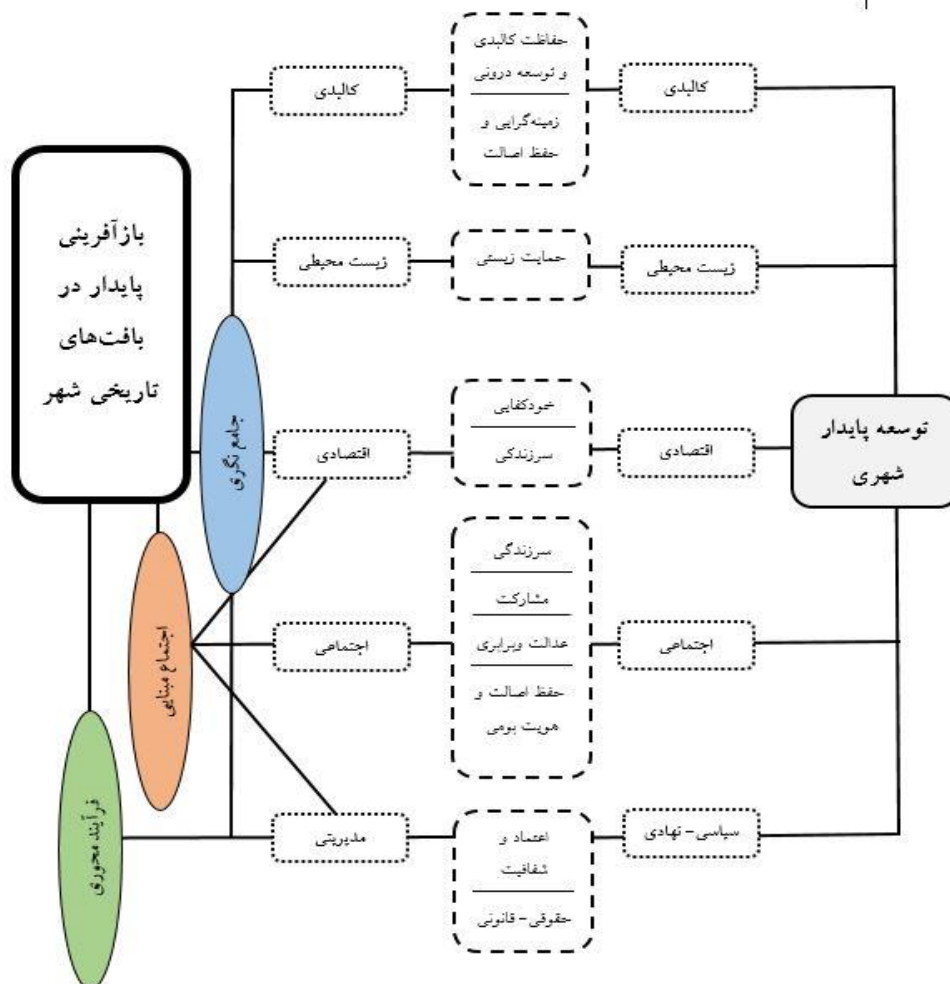 کالبدی
حفاظت کالبدی
و توسعه درونی
زمینه‌گرایی و
حفظ اصالت
کالبدی
بازآفرینی
پایدار در
بافت‌های
تاریخی شهر
زیست محیطی
حمایت زیستی
زیست محیطی
جامع نگری
توسعه پایدار
شهری
اقتصادی
خودکفایی
سرزندگی
اقتصادی
اجتماع مبنایی
اجتماعی
سرزندگی
مشارکت
عدالت وبرابری
حفظ اصالت و
هویت بومی
اجتماعی
فرآیند محوری
سیاسی-نهادی
اعتماد و
شفافیت
حقوقی-قانونی
مدیریتی